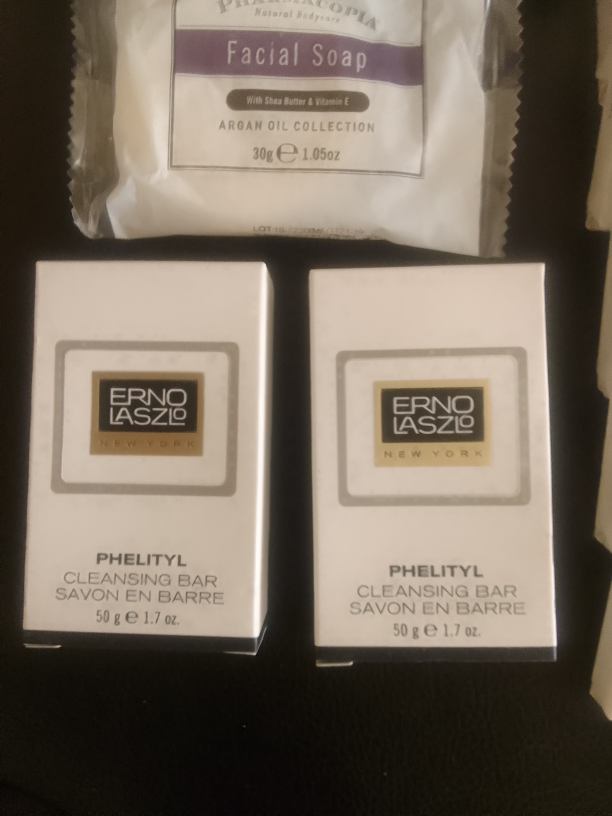 PHARMACOPIA
Natural Bodycare
Facial Soap
With Shea Butter & Vitamin E
ARGAN OIL COLLECTION
30g e 1.05oz
LOT
ERNO
LASZLO
NEW YORK
PHELITYL
CLEANSING BAR
SAVON EN BARRE
50 g e 1.7 oz.
ERNO
LASZLO
NEW YORK
PHELITYL
CLEANSING BAR
SAVON EN BARRE
50 g e 1.7 oz.